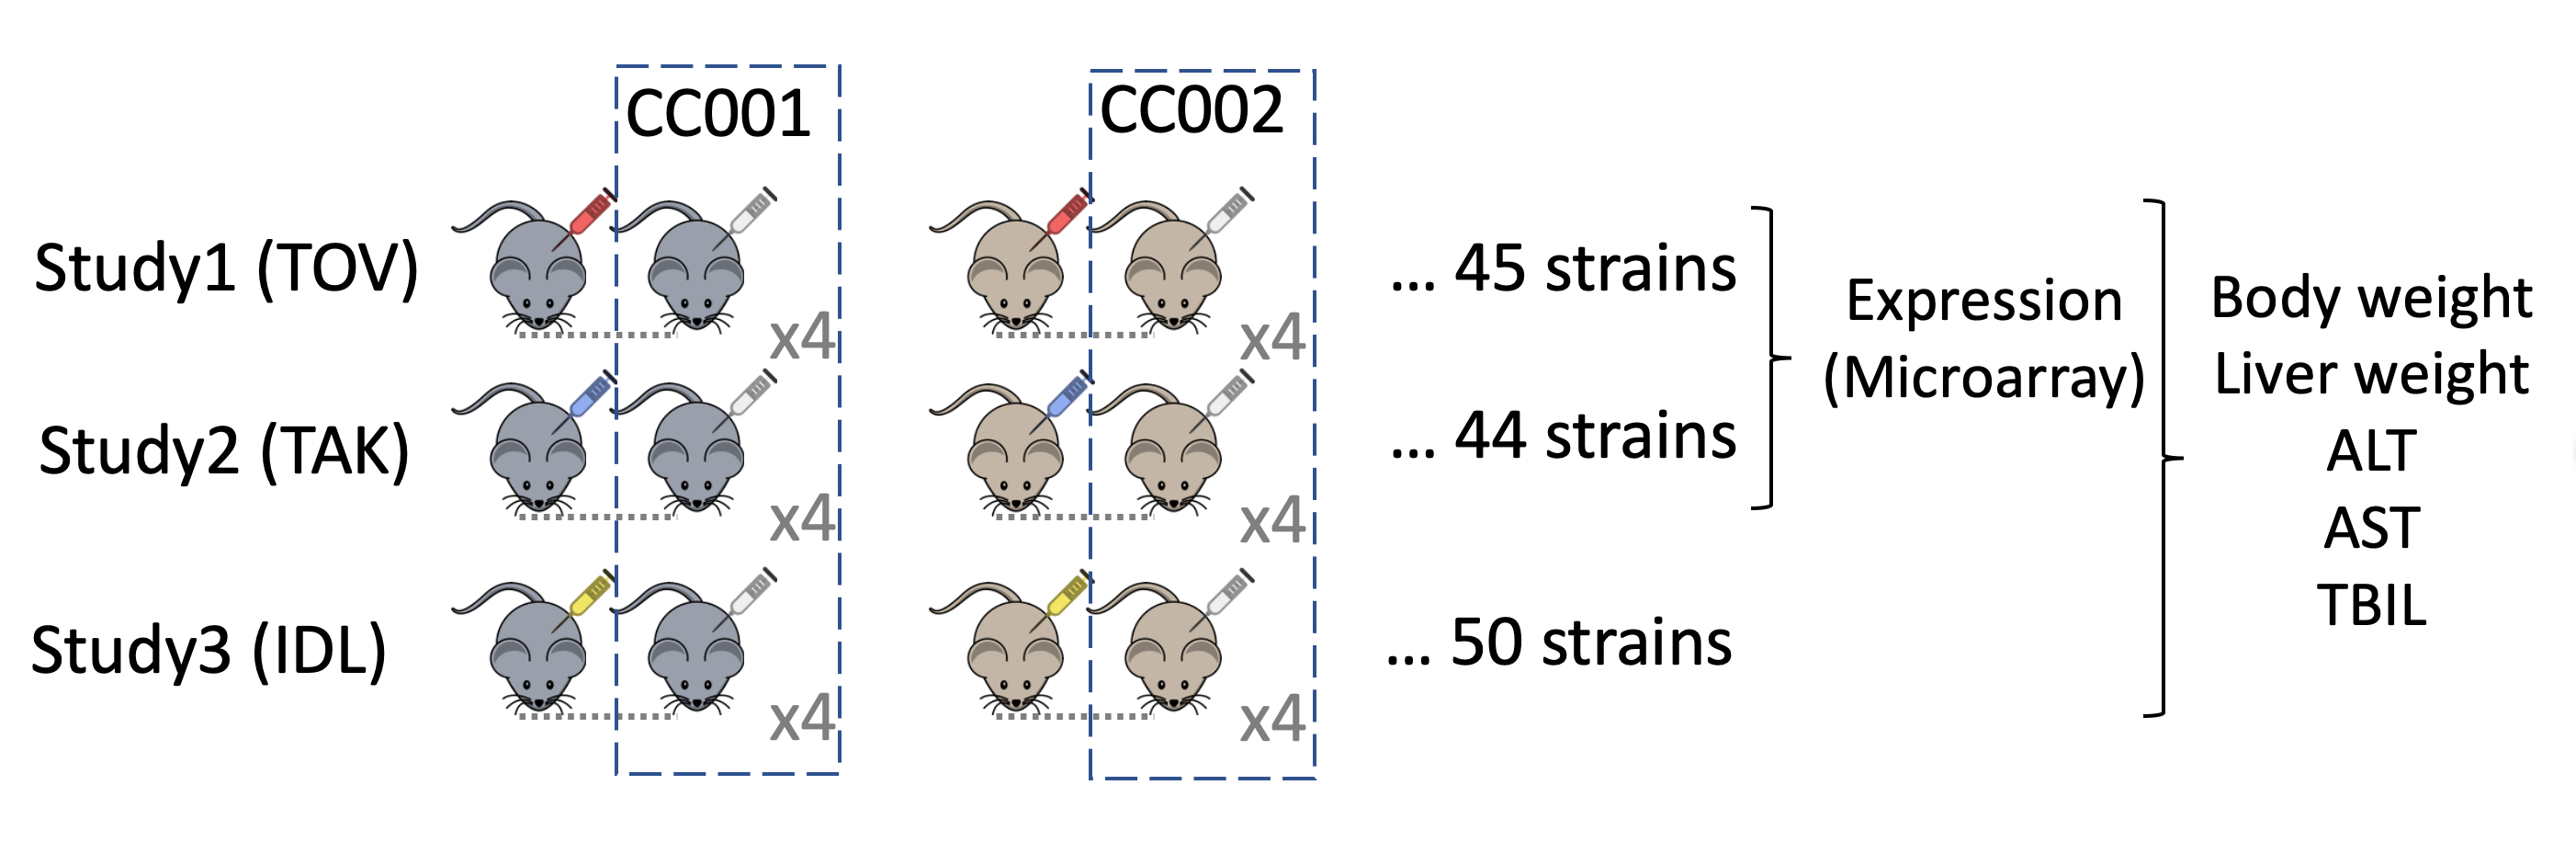 CC001
CC002
Study1 (TOV)
x4
x4
... 45 strains
Study2 (TAK)
x4
x4
... 44 strains
Study3 (IDL)
x4
x4
... 50 strains
Expression
(Microarray)
Body weight
Liver weight
ALT
AST
TBIL